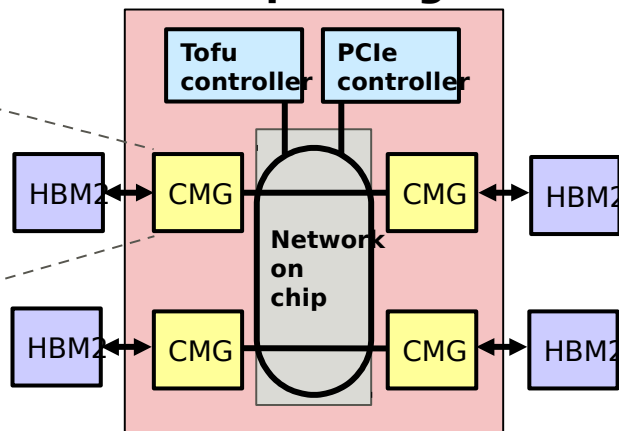 Tofu
controller
PCIe
controller
HBM2
CMG
CMG
HBM2
Network
on
chip
HBM2
CMG
CMG
HBM2